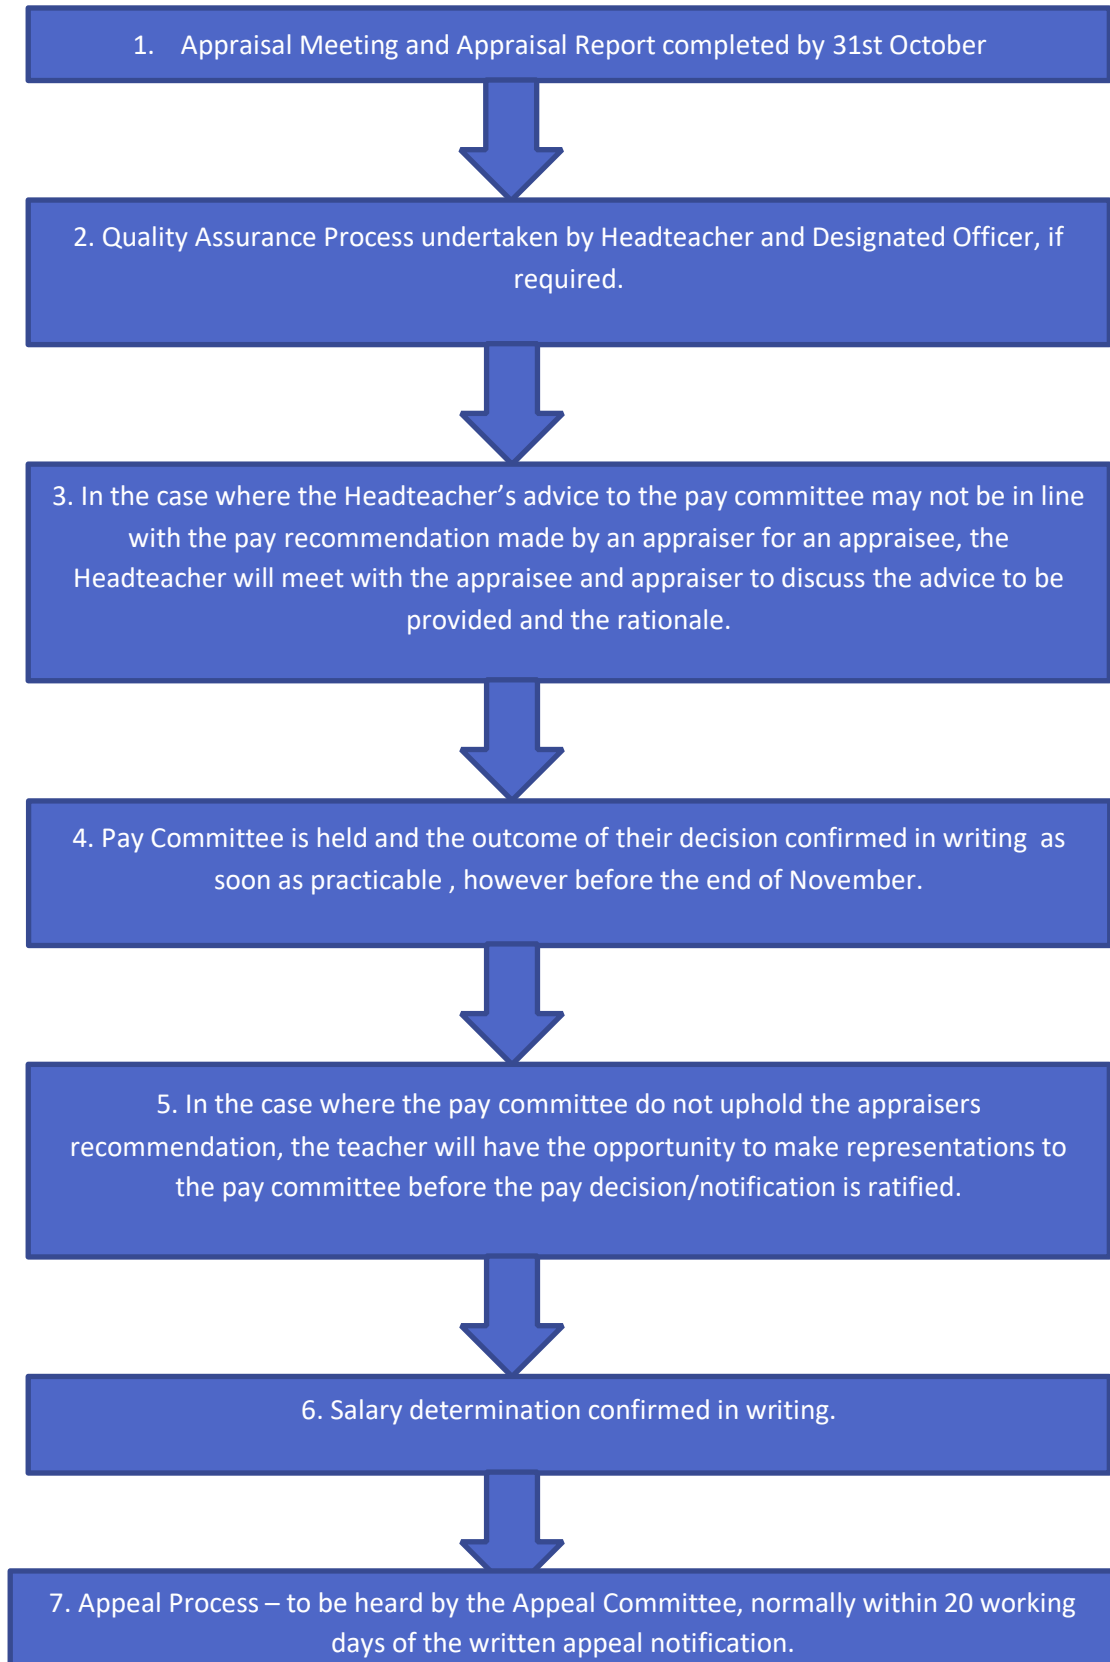 1. Appraisal Meeting and Appraisal Report completed by 31st October
2. Quality Assurance Process undertaken by Headteacher and Designated Officer, if
required.
3. In the case where the Headteacher’s advice to the pay committee may not be in line
with the pay recommendation made by an appraiser for an appraisee, the
Headteacher will meet with the appraisee and appraiser to discuss the advice to be
provided and the rationale.
4. Pay Committee is held and the outcome of their decision confirmed in writing  as
soon as practicable , however before the end of November.
5. In the case where the pay committee do not uphold the appraisers
recommendation, the teacher will have the opportunity to make representations to
the pay committee before the pay decision/notification is ratified.
6. Salary determination confirmed in writing.
7. Appeal Process – to be heard by the Appeal Committee, normally within 20 working
days of the written appeal notification.